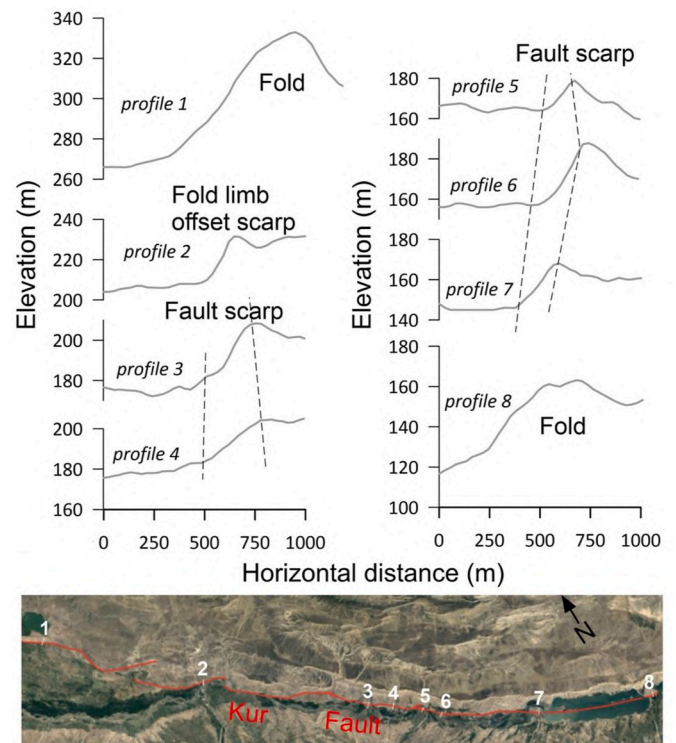 340
320
300
280
260
profile 1
Fold
Elevation (m)
240
220
200
Fold limb
offset scarp
profile 2
Fault scarp
200
180
profile 3
200
180
160
profile 4
0 250 500 750 1000
Fault scarp
180
160
profile 5
180
160
profile 6
Elevation (m)
180
160
140
profile 7
180
160
140
120
100
profile 8
Fold
0 250 500 750 1000
Horizontal distance (m)
N
1
2
3 4 5 6 7 8
Kur Fault